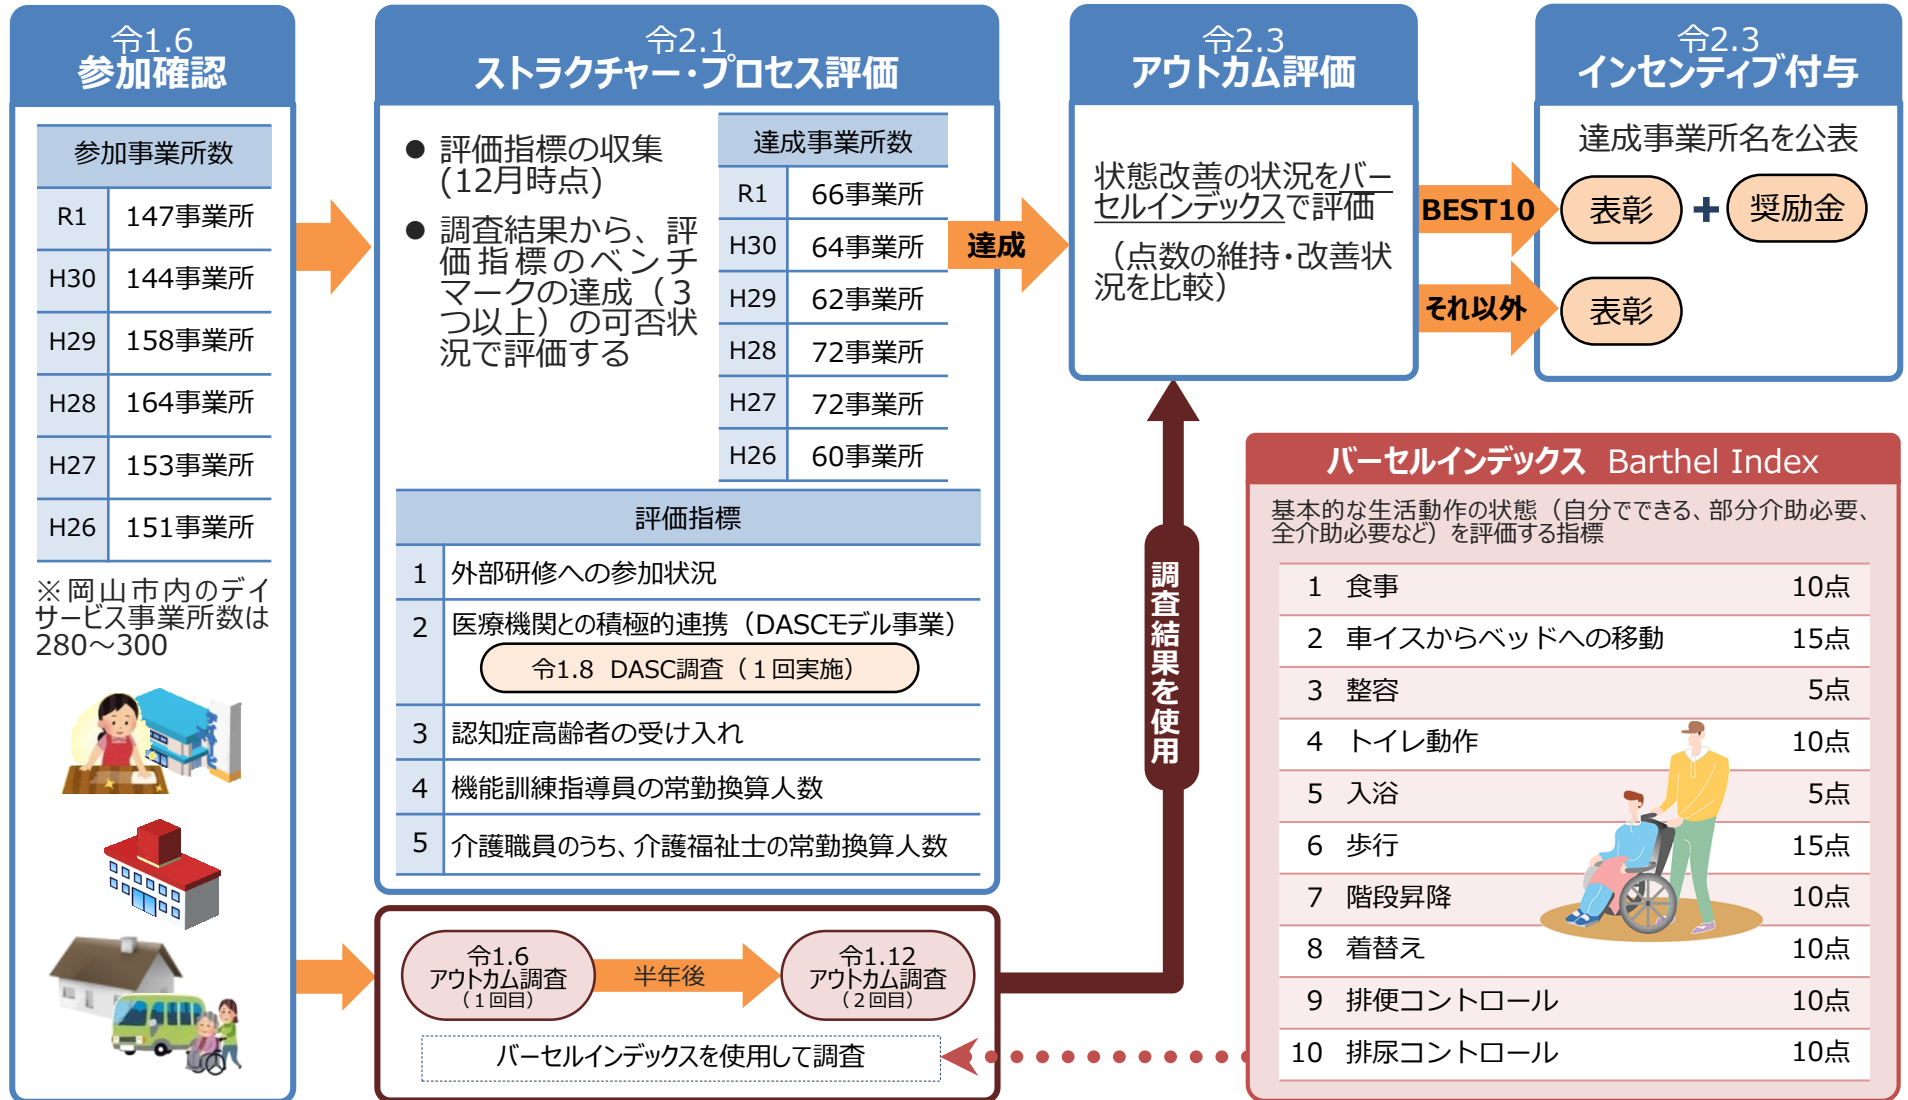 令1.6
参加確認
参加事業所数
R1 147事業所
H30 144事業所
H29 158事業所
H28 164事業所
H27 153事業所
H26 151事業所
※岡山市内のデイ
サービス事業所数は
280～300
令2.1
ストラクチャー・プロセス評価
● 評価指標の収集
(12月時点)
● 調査結果から、評
価指標のベンチ
マークの達成（３
つ以上）の可否状
況で評価する
達成事業所数
R1 66事業所
H30 64事業所
H29 62事業所
H28 72事業所
H27 72事業所
H26 60事業所
評価指標
1 外部研修への参加状況
2 医療機関との積極的連携（DASCモデル事業）
令1.8 DASC調査（１回実施）
3 認知症高齢者の受け入れ
4 機能訓練指導員の常勤換算人数
5 介護職員のうち、介護福祉士の常勤換算人数
令1.6
アウトカム調査
（１回目）
半年後
令1.12
アウトカム調査
（２回目）
バーセルインデックスを使用して調査
達成
令2.3
アウトカム評価
状態改善の状況をバー
セルインデックスで評価
（点数の維持・改善状
況を比較）
調査結果を使用
BEST10
それ以外
令2.3
インセンティブ付与
達成事業所名を公表
表彰 + 奨励金
表彰
バーセルインデックス Barthel Index
基本的な生活動作の状態（自分でできる、部分介助必要、
全介助必要など）を評価する指標
1 食事 10点
2 車イスからベッドへの移動 15点
3 整容 5点
4 トイレ動作 10点
5 入浴 5点
6 歩行 15点
7 階段昇降 10点
8 着替え 10点
9 排便コントロール 10点
10 排尿コントロール 10点